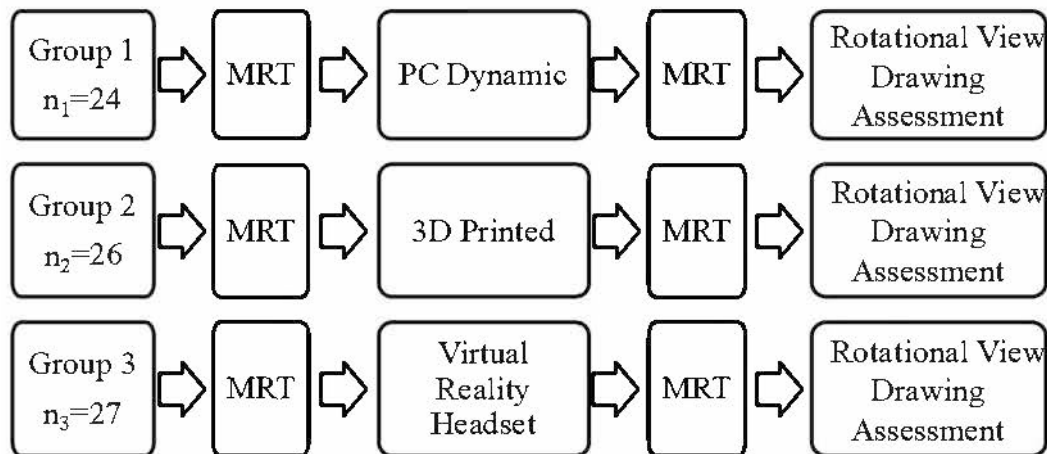 Group 1
n₁=24
MRT
PC Dynamic
MRT
Rotational View
Drawing
Assessment
Group 2
n₂=26
MRT
3D Printed
MRT
Rotational View
Drawing
Assessment
Group 3
n₃=27
MRT
Virtual
Reality
Headset
MRT
Rotational View
Drawing
Assessment